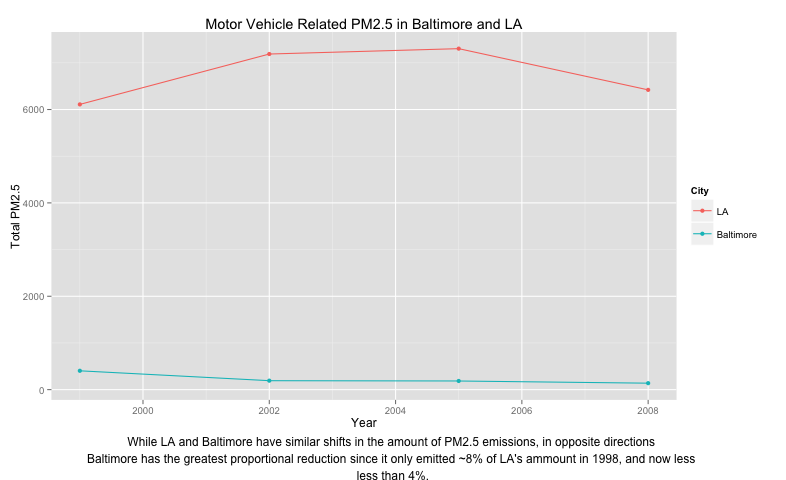 Motor Vehicle Related PM2.5 in Baltimore and LA
Total PM2.5
6000
4000
2000
0
2000
2002
2004
2006
2008
Year
City
LA
Baltimore
While LA and Baltimore have similar shifts in the amount of PM2.5 emissions, in opposite directions
Baltimore has the greatest proportional reduction since it only emitted ~8% of LA's ammount in 1998, and now less
less than 4%.